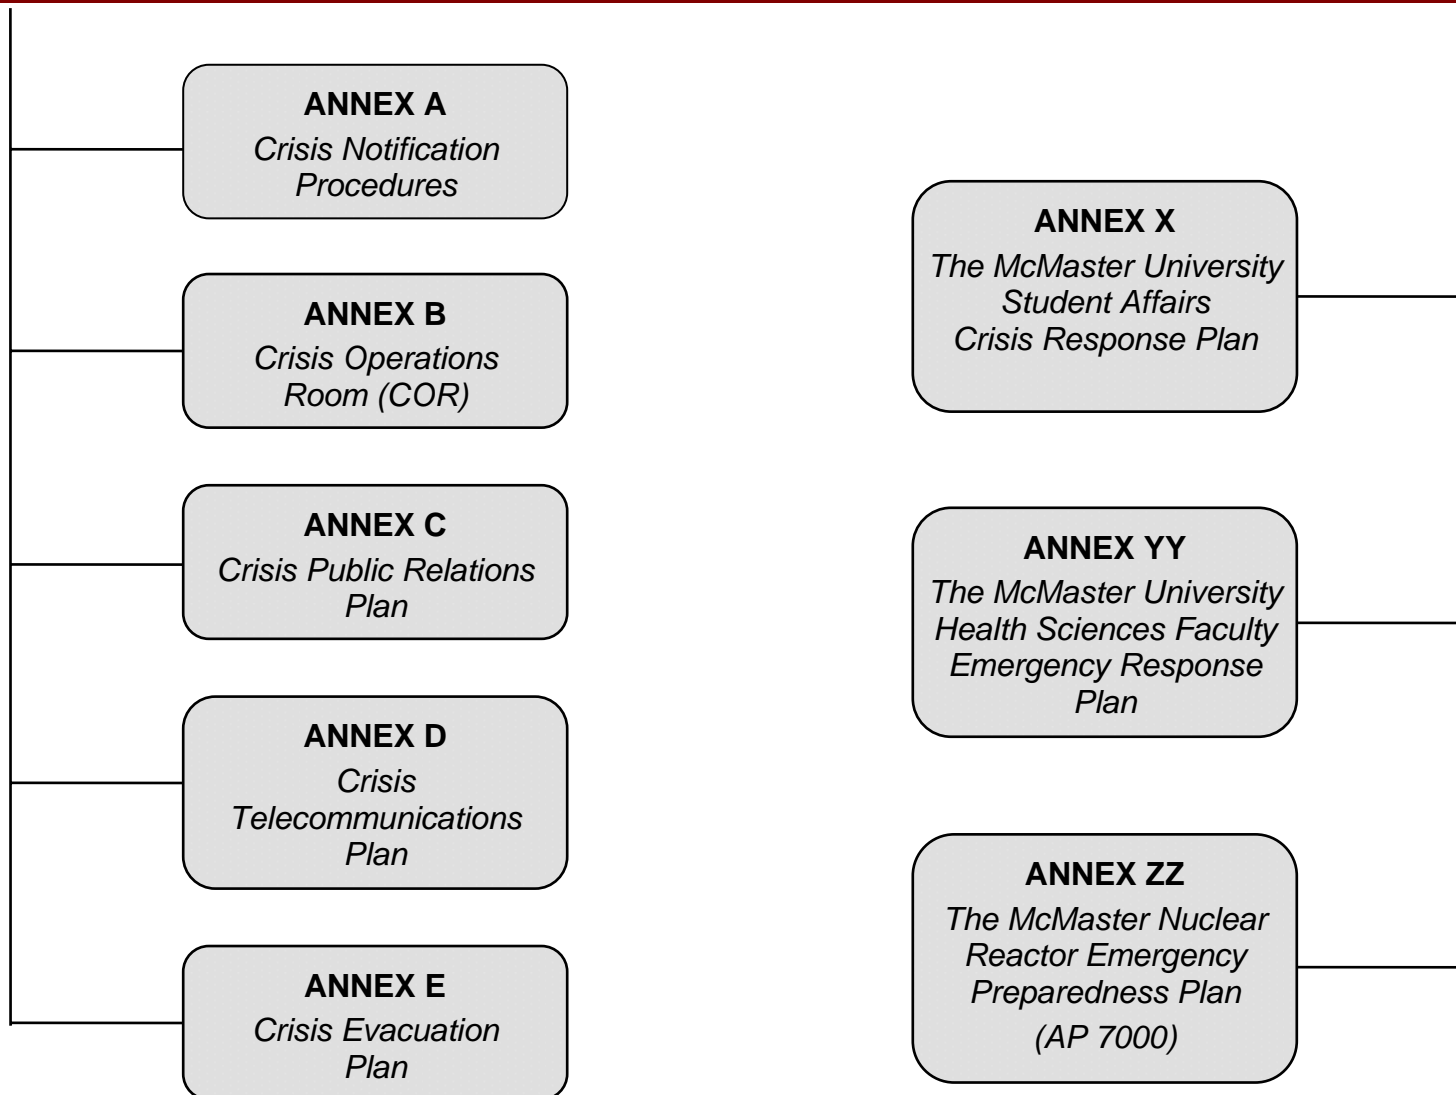 ANNEX A
Crisis Notification
Procedures
ANNEX B
Crisis Operations
Room (COR)
ANNEX C
Crisis Public Relations
Plan
ANNEX D
Crisis
Telecommunications
Plan
ANNEX E
Crisis Evacuation
Plan
ANNEX X
The McMaster University
Student Affairs
Crisis Response Plan
ANNEX YY
The McMaster University
Health Sciences Faculty
Emergency Response
Plan
ANNEX ZZ
The McMaster Nuclear
Reactor Emergency
Preparedness Plan
(AP 7000)